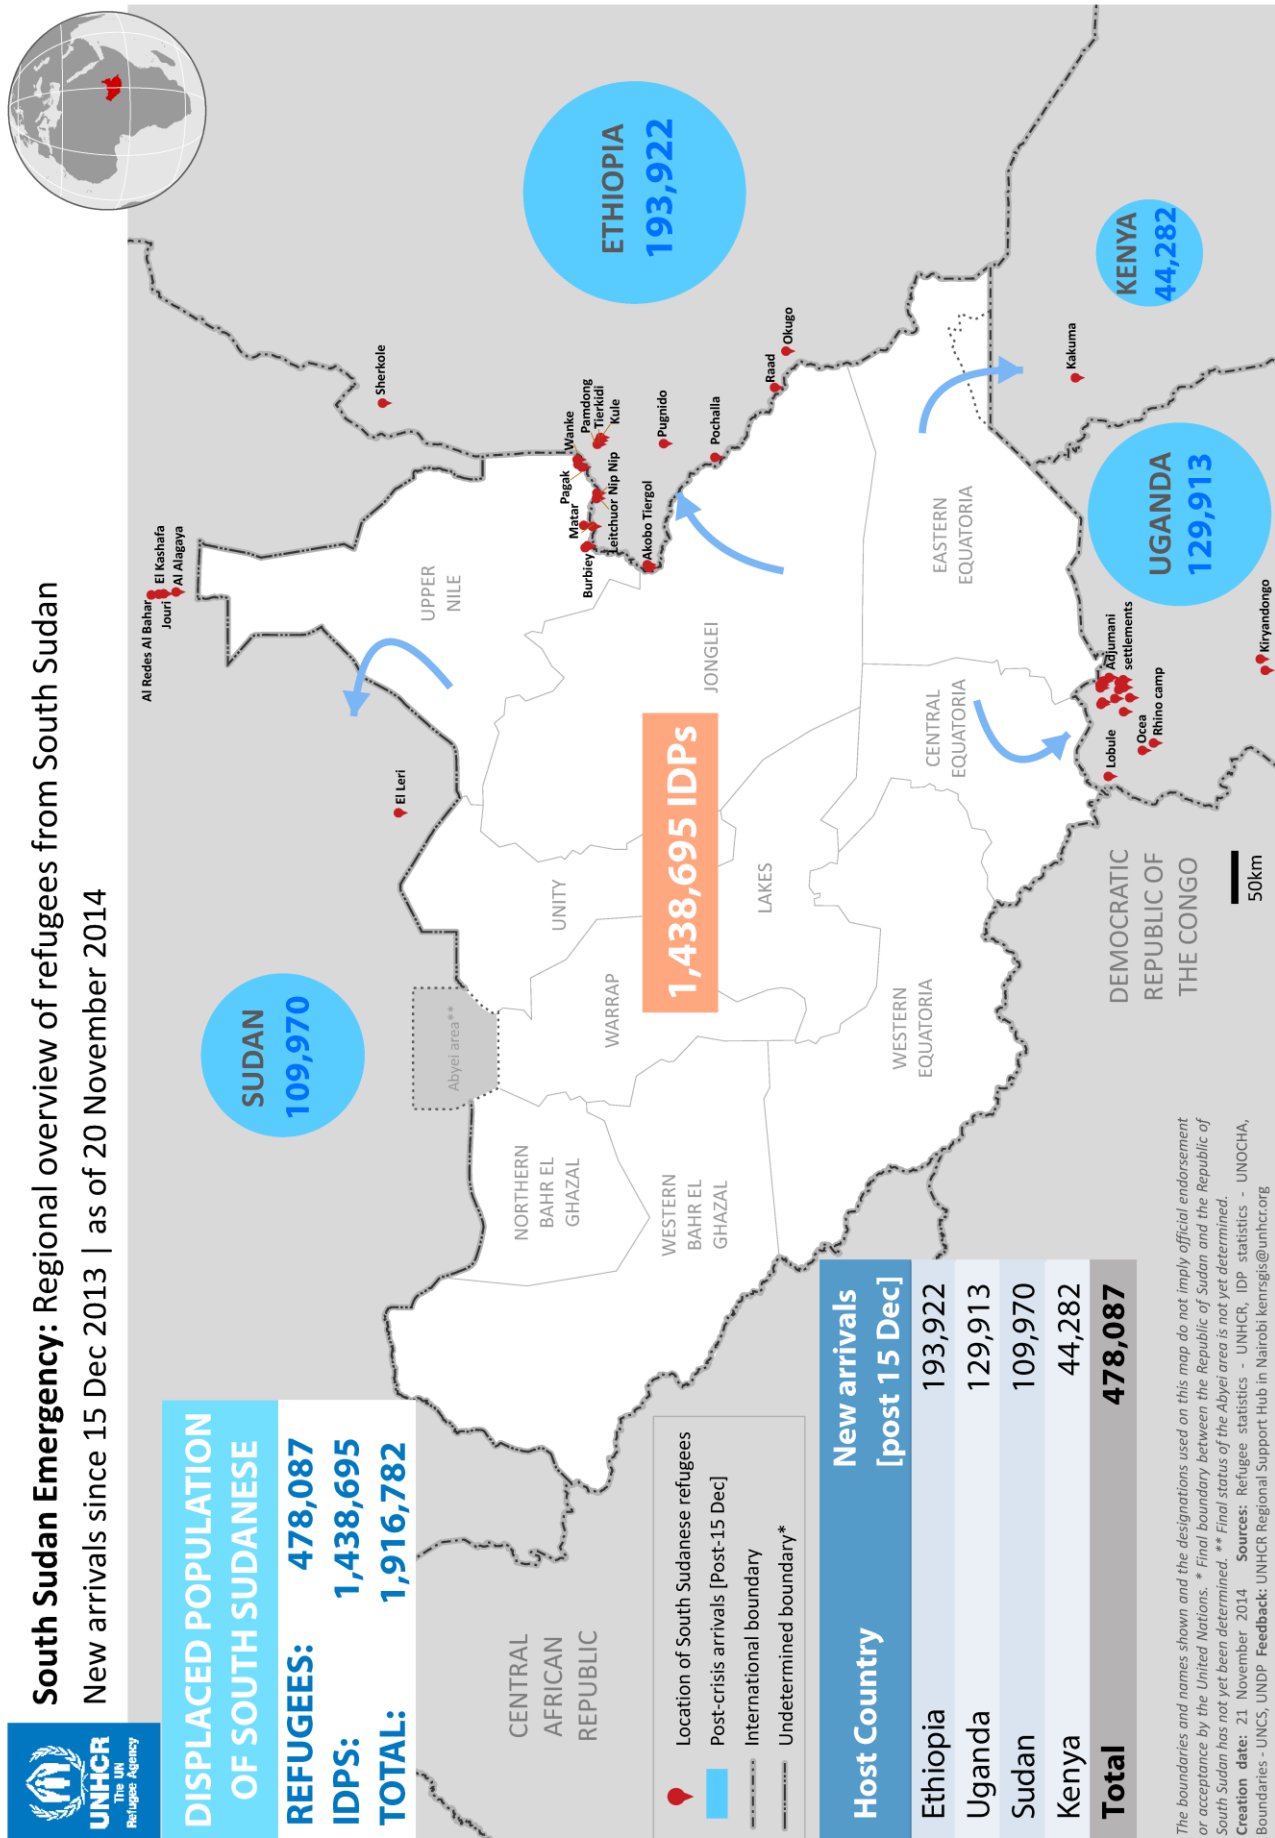 UNHCR
The UN
Refugee Agency
South Sudan Emergency: Regional overview of refugees from South Sudan
New arrivals since 15 Dec 2013 | as of 20 November 2014
DISPLACED POPULATION
OF SOUTH SUDANESE
REFUGEES: 478,087
IDPS: 1,438,695
TOTAL: 1,916,782
SUDAN
109,970
Al Redes Al Bahar
El Kashafa
Jouri
Al Alagaya
El Leri
Sherkole
Abyei area**
UPPER
NILE
UNITY
NORTHERN
BAHR EL
GHAZAL
WARRAP
WESTERN
BAHR EL
GHAZAL
1,438,695 IDPs
JONGLEI
LAKES
WESTERN
EQUATORIA
CENTRAL
EQUATORIA
EASTERN
EQUATORIA
Wanke
Pamdong
Tierkidi
Kule
Pagak
Matar
Nip Nip
Leitchuor
Burbiey
Akobo Tiergol
Pugnido
Pochalla
Raad
Okugo
ETHIOPIA
193,922
KENYA
44,282
Kakuma
UGANDA
129,913
Adjumani
settlements
Lobule
Ocea
Rhino camp
Kiryandongo
CENTRAL
AFRICAN
REPUBLIC
DEMOCRATIC
REPUBLIC OF
THE CONGO
50km
Location of South Sudanese refugees
Post-crisis arrivals [Post-15 Dec]
International boundary
Undetermined boundary*
Host Country New arrivals
[post 15 Dec]
Ethiopia 193,922
Uganda 129,913
Sudan 109,970
Kenya 44,282
Total 478,087
The boundaries and names shown and the designations used on this map do not imply official endorsement
or acceptance by the United Nations. * Final boundary between the Republic of Sudan and the Republic of
South Sudan has not yet been determined. ** Final status of the Abyei area is not yet determined.
Creation date: 21 November 2014 Sources: Refugee statistics - UNHCR, IDP statistics - UNOCHA,
Boundaries - UNCS, UNDP Feedback: UNHCR Regional Support Hub in Nairobi kenrsgis@unhcr.org